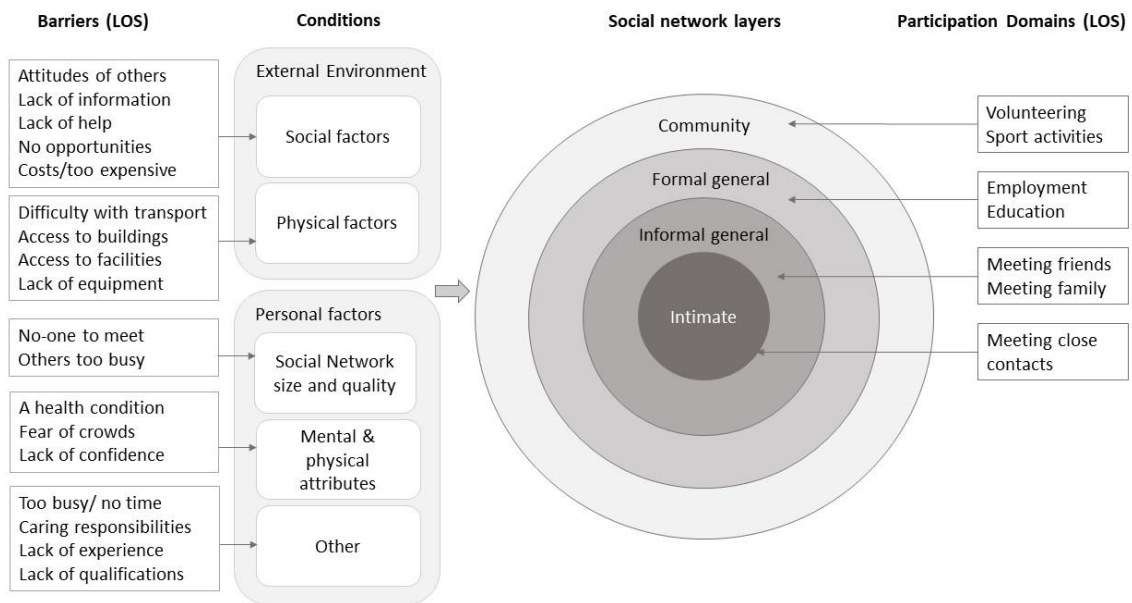 Barriers (LOS)
Conditions
Social network layers
Participation Domains (LOS)
Attitudes of others
Lack of information
Lack of help
No opportunities
Costs/too expensive
Difficulty with transport
Access to buildings
Access to facilities
Lack of equipment
No-one to meet
Others too busy
A health condition
Fear of crowds
Lack of confidence
Too busy/ no time
Caring responsibilities
Lack of experience
Lack of qualifications
External Environment
Social factors
Physical factors
Personal factors
Social Network
size and quality
Mental &
physical
attributes
Other
Community
Formal general
Informal general
Intimate
Volunteering
Sport activities
Employment
Education
Meeting friends
Meeting family
Meeting close
contacts